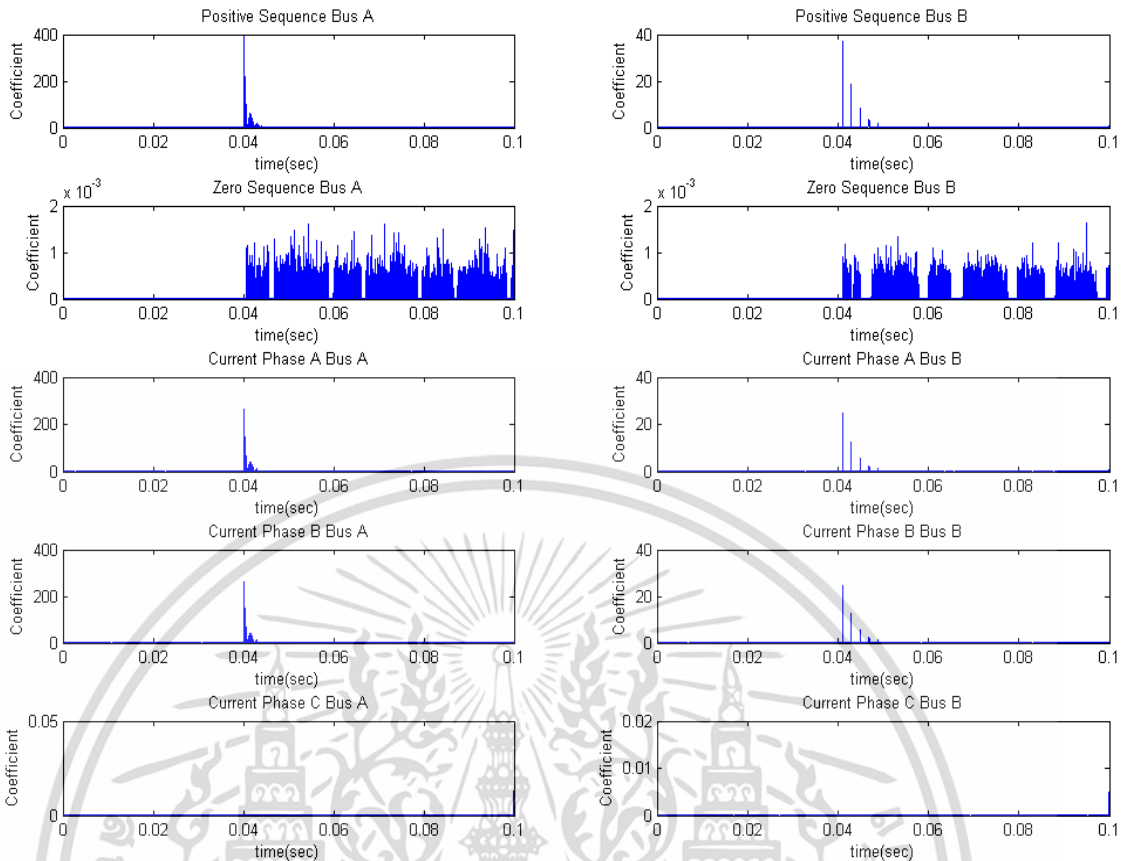 Positive Sequence Bus A
Coefficient
400
200
0
0 0.02 0.04 0.06 0.08 0.1
time(sec)
Positive Sequence Bus B
Coefficient
40
20
0
0 0.02 0.04 0.06 0.08 0.1
time(sec)
Zero Sequence Bus A
x 10^-3
Coefficient
2
1
0
0 0.02 0.04 0.06 0.08 0.1
time(sec)
Zero Sequence Bus B
x 10^-3
Coefficient
2
1
0
0 0.02 0.04 0.06 0.08 0.1
time(sec)
Current Phase A Bus A
Coefficient
400
200
0
0 0.02 0.04 0.06 0.08 0.1
time(sec)
Current Phase A Bus B
Coefficient
40
20
0
0 0.02 0.04 0.06 0.08 0.1
time(sec)
Current Phase B Bus A
Coefficient
400
200
0
0 0.02 0.04 0.06 0.08 0.1
time(sec)
Current Phase B Bus B
Coefficient
40
20
0
0 0.02 0.04 0.06 0.08 0.1
time(sec)
Current Phase C Bus A
Coefficient
0.05
0
0 0.02 0.04 0.06 0.08 0.1
time(sec)
Current Phase C Bus B
Coefficient
0.02
0.01
0
0 0.02 0.04 0.06 0.08 0.1
time(sec)